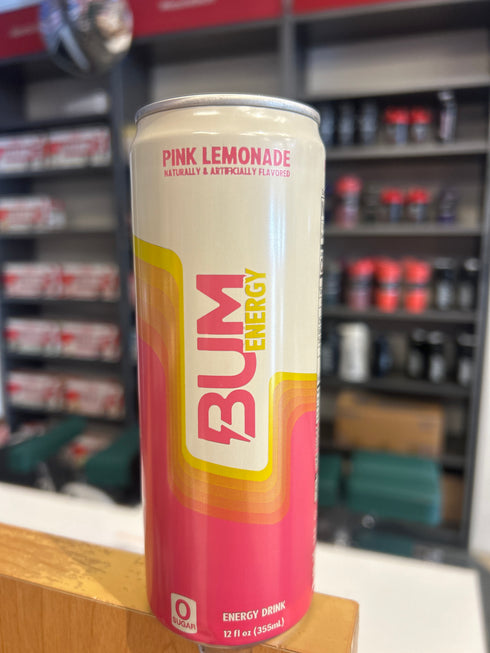 PINK LEMONADE
NATURALLY & ARTIFICIALLY FLAVORED
BUM
ENERGY
0
SUGAR
ENERGY DRINK
12 fl oz (355mL)